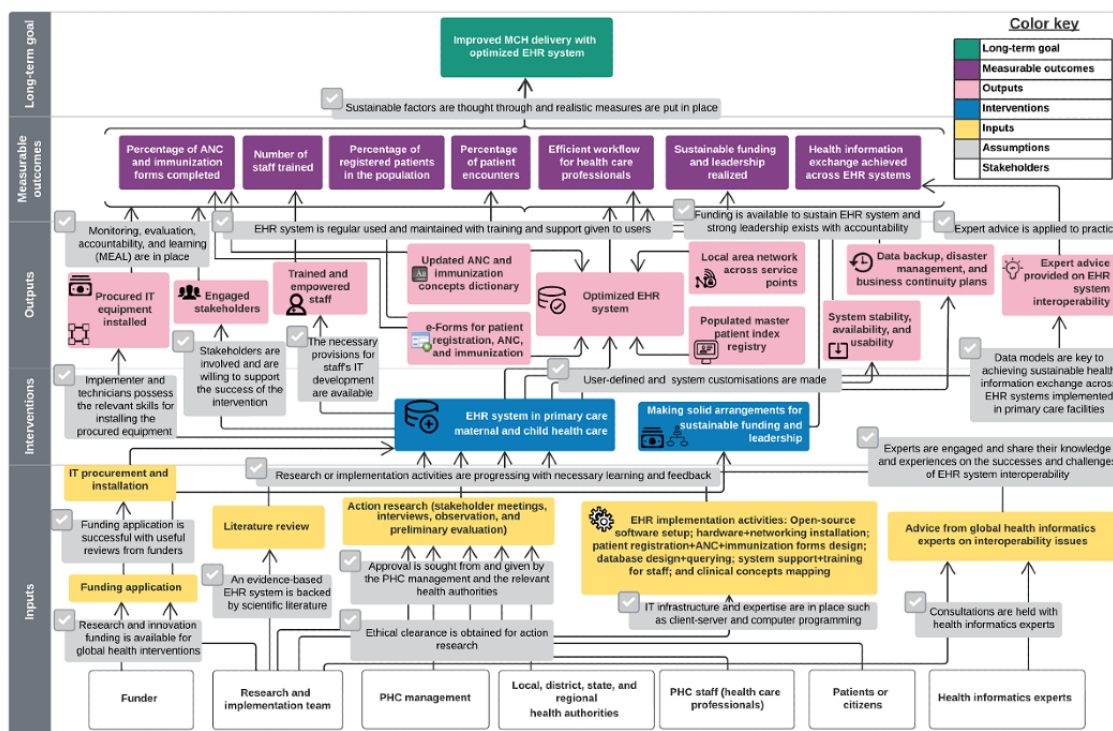 Long-term goal
Improved MCH delivery with
optimized EHR system
Color key
Long-term goal
Measurable outcomes
Outputs
Interventions
Inputs
Assumptions
Stakeholders
Sustainable factors are thought through and realistic measures are put in place
Measurable
outcomes
Percentage of ANC
and immunization
forms completed
Number of
staff trained
Percentage of
registered patients
in the population
Percentage
of patient
encounters
Efficient workflow
for health care
professionals
Sustainable funding
and leadership
realized
Health information
exchange achieved
across EHR systems
Outputs
Monitoring, evaluation,
accountability, and learning
(MEAL) are in place
EHR system is regular used and maintained with training and support given to users
Funding is available to sustain EHR system and
strong leadership exists with accountability
Expert advice is applied to practice
Procured IT
equipment
installed
Engaged
stakeholders
Trained and
empowered
staff
Updated ANC and
immunization
concepts dictionary
Aa
e-Forms for patient
registration, ANC,
and immunization
Optimized EHR
system
Local area network
across service
points
Populated master
patient index
registry
Data backup, disaster
management, and
business continuity plans
System stability,
availability, and
usability
Expert advice
provided on EHR
system
interoperability
Interventions
Implementer and
technicians possess
the relevant skills for
installing the
procured equipment
Stakeholders are
involved and are
willing to support
the success of the
intervention
The necessary
provisions for
staff's IT
development
are available
User-defined and system customisations are made
Data models are key to
achieving sustainable health
information exchange across
EHR systems implemented
in primary care facilities
EHR system in primary care
maternal and child health care
Making solid arrangements for
sustainable funding and
leadership
Inputs
IT procurement and
installation
Research or implementation activities are progressing with necessary learning and feedback
Experts are engaged and share their knowledge
and experiences on the successes and challenges
of EHR system interoperability
Funding application is
successful with useful
reviews from funders
Literature review
Action research (stakeholder meetings,
interviews, observation, and
preliminary evaluation)
EHR implementation activities: Open-source
software setup; hardware+networking installation;
patient registration+ANC+immunization forms design;
database design+querying; system support+training
for staff; and clinical concepts mapping
Advice from global health informatics
experts on interoperability issues
Funding application
An evidence-based
EHR system is backed
by scientific literature
Approval is sought from and given
by the PHC management and the relevant
health authorities
IT infrastructure and expertise are in place such
as client-server and computer programming
Consultations are held with
health informatics experts
Research and innovation
funding is available for
global health interventions
Ethical clearance is obtained for action
research
Funder
Research and
implementation team
PHC management
Local, district, state, and
regional
health authorities
PHC staff (health care
professionals)
Patients or
citizens
Health informatics experts